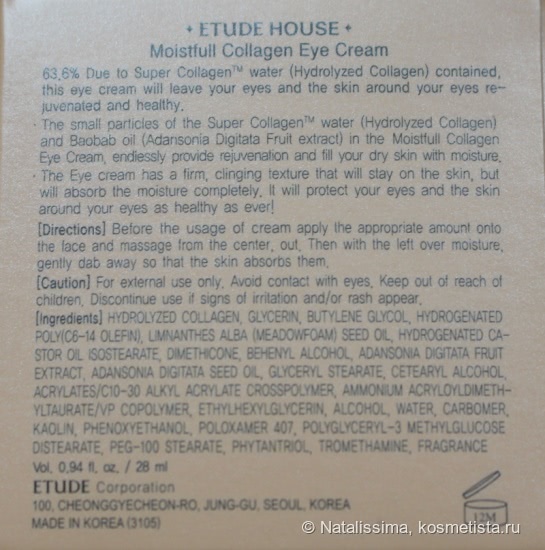 ETUDE HOUSE
Moistfull Collagen Eye Cream
63.6% Due to Super Collagen™ water (Hydrolyzed Collagen) contained,
this eye cream will leave your eyes and the skin around your eyes re-
juvenated and healthy.
· The small particles of the Super Collagen™ water (Hydrolyzed Collagen)
and Baobab oil (Adansonia Digitata Fruit extract) in the Moistfull Collagen
Eye Cream, endlessly provide rejuvenation and fill your dry skin with moisture.
· The Eye cream has a firm, clinging texture that will stay on the skin, but
will absorb the moisture completely. It will protect your eyes and the skin
around your eyes as healthy as ever!
[Directions] Before the usage of cream apply the appropriate amount onto
the face and massage from the center, out. Then with the left over moisture,
gently dab away so that the skin absorbs them.
[Caution] For external use only. Avoid contact with eyes. Keep out of reach of
children. Discontinue use if signs of irritation and/or rash appear.
[Ingredients] HYDROLYZED COLLAGEN, GLYCERIN, BUTYLENE GLYCOL, HYDROGENATED
POLY(C6-14 OLEFIN), LIMNANTHES ALBA (MEADOWFOAM) SEED OIL, HYDROGENATED CA-
STOR OIL ISOSTEARATE, DIMETHICONE, BEHENYL ALCOHOL, ADANSONIA DIGITATA FRUIT
EXTRACT, ADANSONIA DIGITATA SEED OIL, GLYCERYL STEARATE, CETEARYL ALCOHOL,
ACRYLATES/C10-30 ALKYL ACRYLATE CROSSPOLYMER, AMMONIUM ACRYLOYLDIMETH-
YLTAURATE/VP COPOLYMER, ETHYLHEXYLGLYCERIN, ALCOHOL, WATER, CARBOMER,
KAOLIN, PHENOXYETHANOL, POLOXAMER 407, POLYGLYCERYL-3 METHYLGLUCOSE
DISTEARATE, PEG-100 STEARATE, PHYTANTRIOL, TROMETHAMINE, FRAGRANCE
Vol. 0.94 fl. oz. / 28 ml
ETUDE Corporation
100, CHEONGGYECHEON-RO, JUNG-GU, SEOUL, KOREA
MADE IN KOREA (3105)
12M
© Natalissima, kosmetista.ru